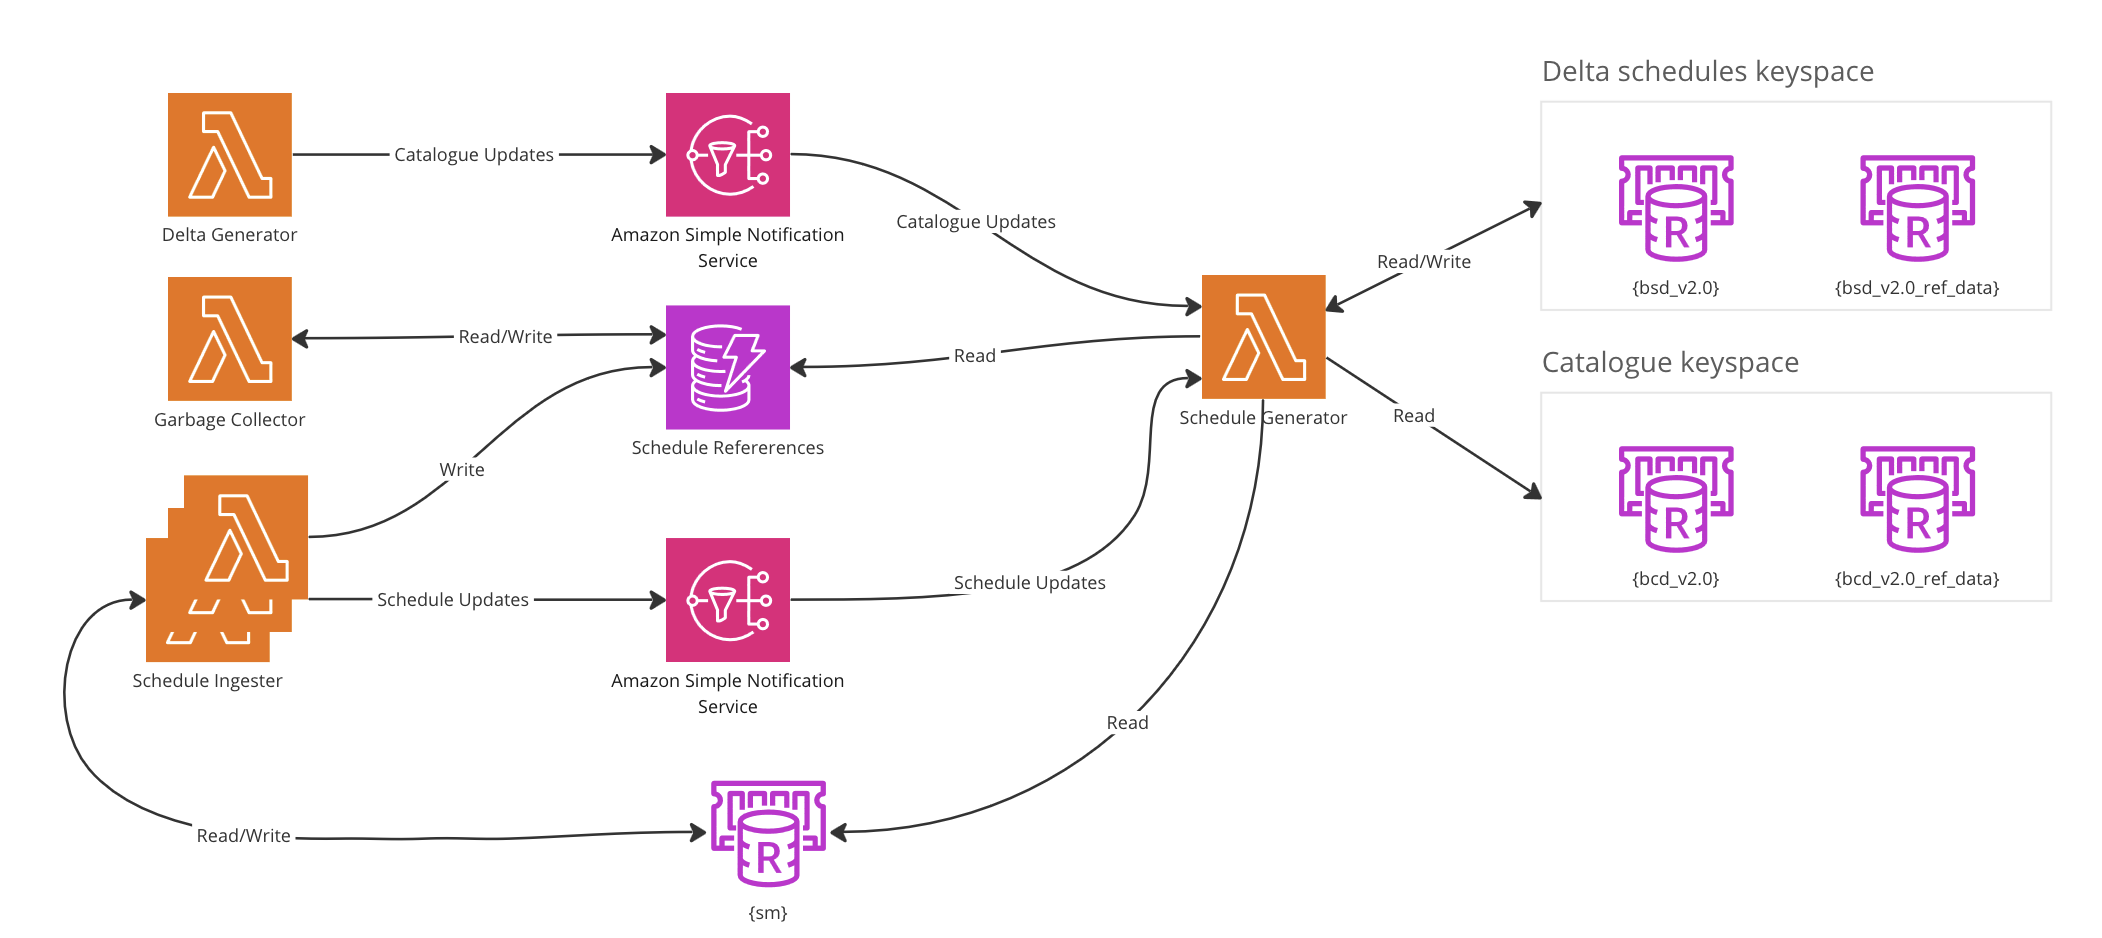 Delta schedules keyspace
Catalogue Updates
Delta Generator
Amazon Simple Notification
Service
Catalogue Updates
Read/Write
R
R
{bsd_v2.0}
{bsd_v2.0_ref_data}
Read/Write
Garbage Collector
Schedule Refererences
Read
Schedule Generator
Catalogue keyspace
Read
R
R
{bcd_v2.0}
{bcd_v2.0_ref_data}
Write
Schedule Updates
Schedule Ingester
Amazon Simple Notification
Service
Schedule Updates
Read
Read/Write
R
{sm}